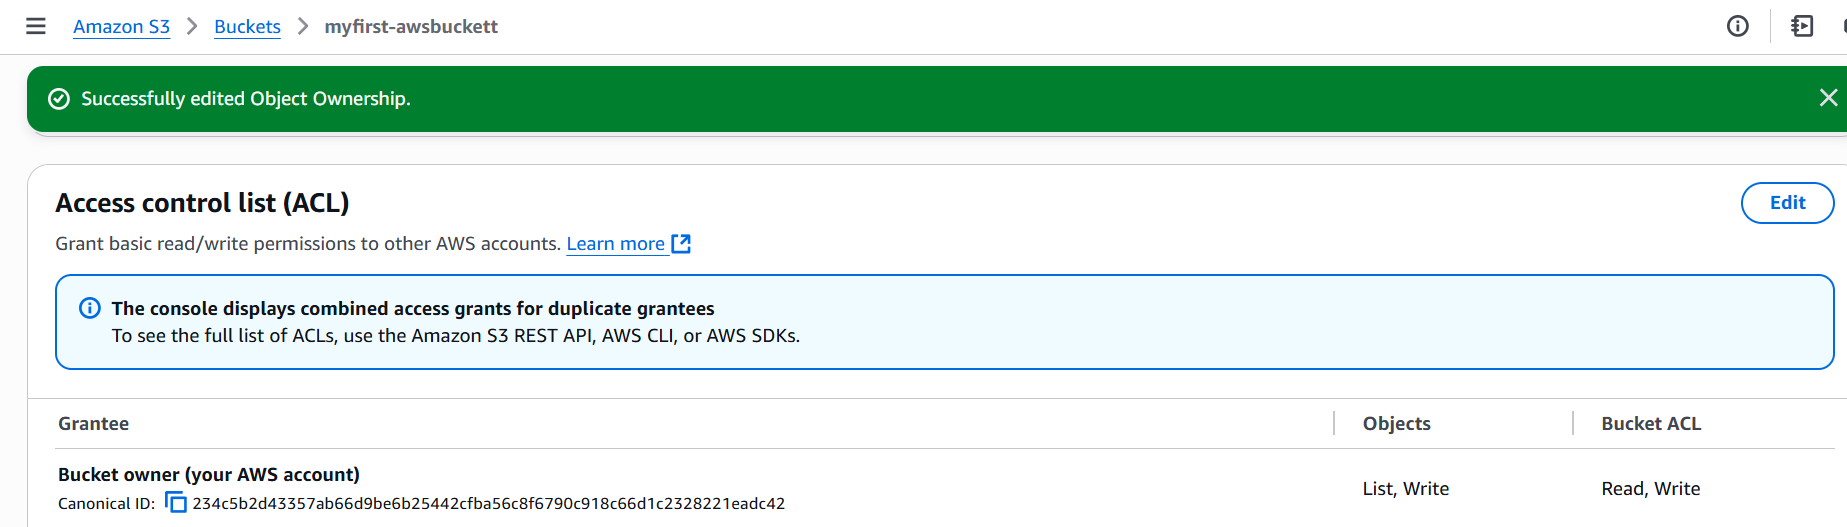 Amazon S3 > Buckets > myfirst-awsbuckett
Successfully edited Object Ownership.
Access control list (ACL)
Edit
Grant basic read/write permissions to other AWS accounts. Learn more
The console displays combined access grants for duplicate grantees
To see the full list of ACLs, use the Amazon S3 REST API, AWS CLI, or AWS SDKs.
Grantee Objects Bucket ACL
Bucket owner (your AWS account)
Canonical ID: 234c5b2d43357ab66d9be6b25442cfba56c8f6790c918c66d1c2328221eadc42
List, Write Read, Write